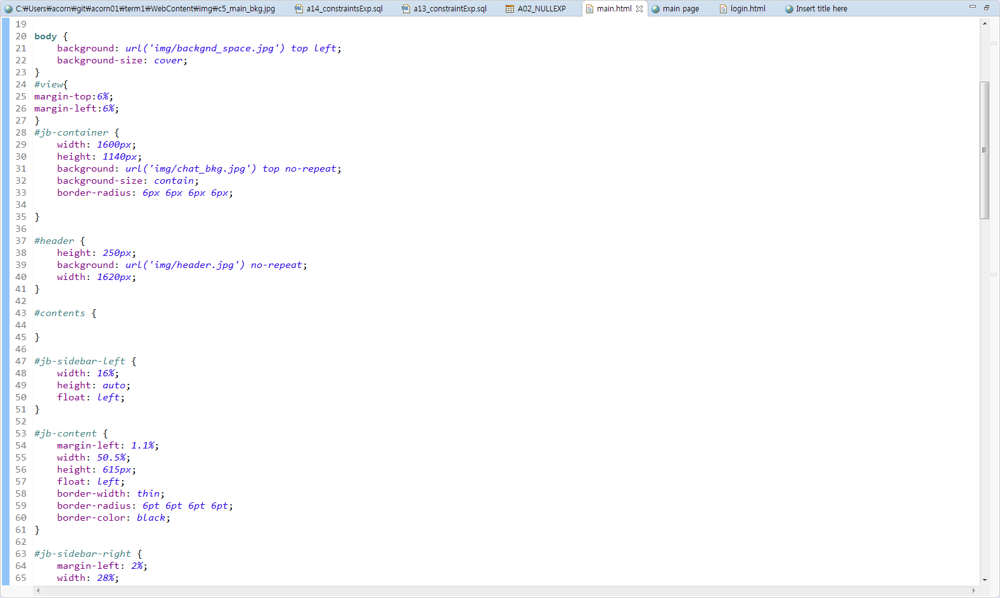 C:₩Users₩acorn₩git₩acorn01₩term1₩WebContent₩img₩c5_main_bkg.jpg a14_constraintsExp.sql a13_constraintExp.sql A02_NULLEXP main.html main page login.html Insert title here
19
20 body {
21     background: url('img/backgnd_space.jpg') top left;
22     background-size: cover;
23 }
24 #view{
25 margin-top:6%;
26 margin-left:6%;
27 }
28 #jb-container {
29     width: 1600px;
30     height: 1140px;
31     background: url('img/chat_bkg.jpg') top no-repeat;
32     background-size: contain;
33     border-radius: 6px 6px 6px 6px;
34
35 }
36
37 #header {
38     height: 250px;
39     background: url('img/header.jpg') no-repeat;
40     width: 1620px;
41 }
42
43 #contents {
44
45 }
46
47 #jb-sidebar-left {
48     width: 16%;
49     height: auto;
50     float: left;
51 }
52
53 #jb-content {
54     margin-left: 1.1%;
55     width: 50.5%;
56     height: 615px;
57     float: left;
58     border-width: thin;
59     border-radius: 6pt 6pt 6pt 6pt;
60     border-color: black;
61 }
62
63 #jb-sidebar-right {
64     margin-left: 2%;
65     width: 28%;